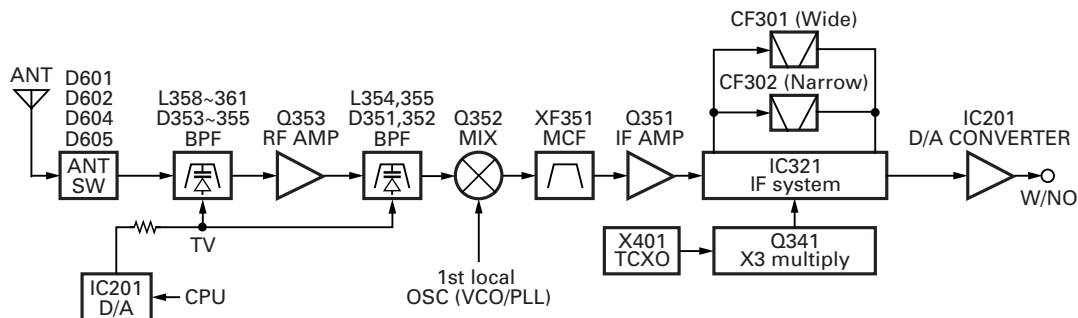 CF301 (Wide)
CF302 (Narrow)
ANT
D601
D602
D604
D605
ANT
SW
L358~361
D353~355
BPF
Q353
RF AMP
L354,355
D351,352
BPF
Q352
MIX
XF351
MCF
Q351
IF AMP
IC321
IF system
IC201
D/A CONVERTER
W/NO
TV
X401
TCXO
Q341
X3 multiply
IC201
D/A
CPU
1st local
OSC (VCO/PLL)